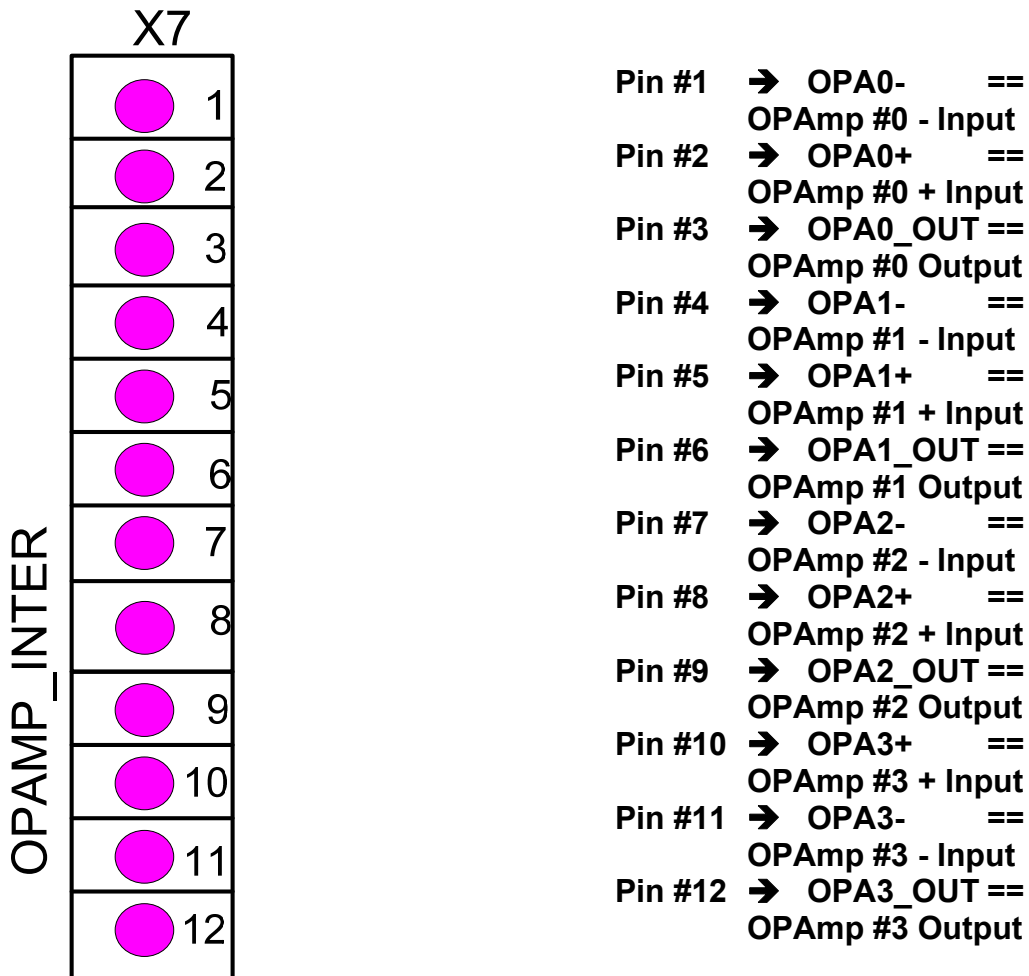 X7
1
2
3
4
5
6
7
8
9
10
11
12
OPAMP_INTER
Pin #1 ➔ OPA0- ==
OPAmp #0 - Input
Pin #2 ➔ OPA0+ ==
OPAmp #0 + Input
Pin #3 ➔ OPA0_OUT ==
OPAmp #0 Output
Pin #4 ➔ OPA1- ==
OPAmp #1 - Input
Pin #5 ➔ OPA1+ ==
OPAmp #1 + Input
Pin #6 ➔ OPA1_OUT ==
OPAmp #1 Output
Pin #7 ➔ OPA2- ==
OPAmp #2 - Input
Pin #8 ➔ OPA2+ ==
OPAmp #2 + Input
Pin #9 ➔ OPA2_OUT ==
OPAmp #2 Output
Pin #10 ➔ OPA3+ ==
OPAmp #3 + Input
Pin #11 ➔ OPA3- ==
OPAmp #3 - Input
Pin #12 ➔ OPA3_OUT ==
OPAmp #3 Output